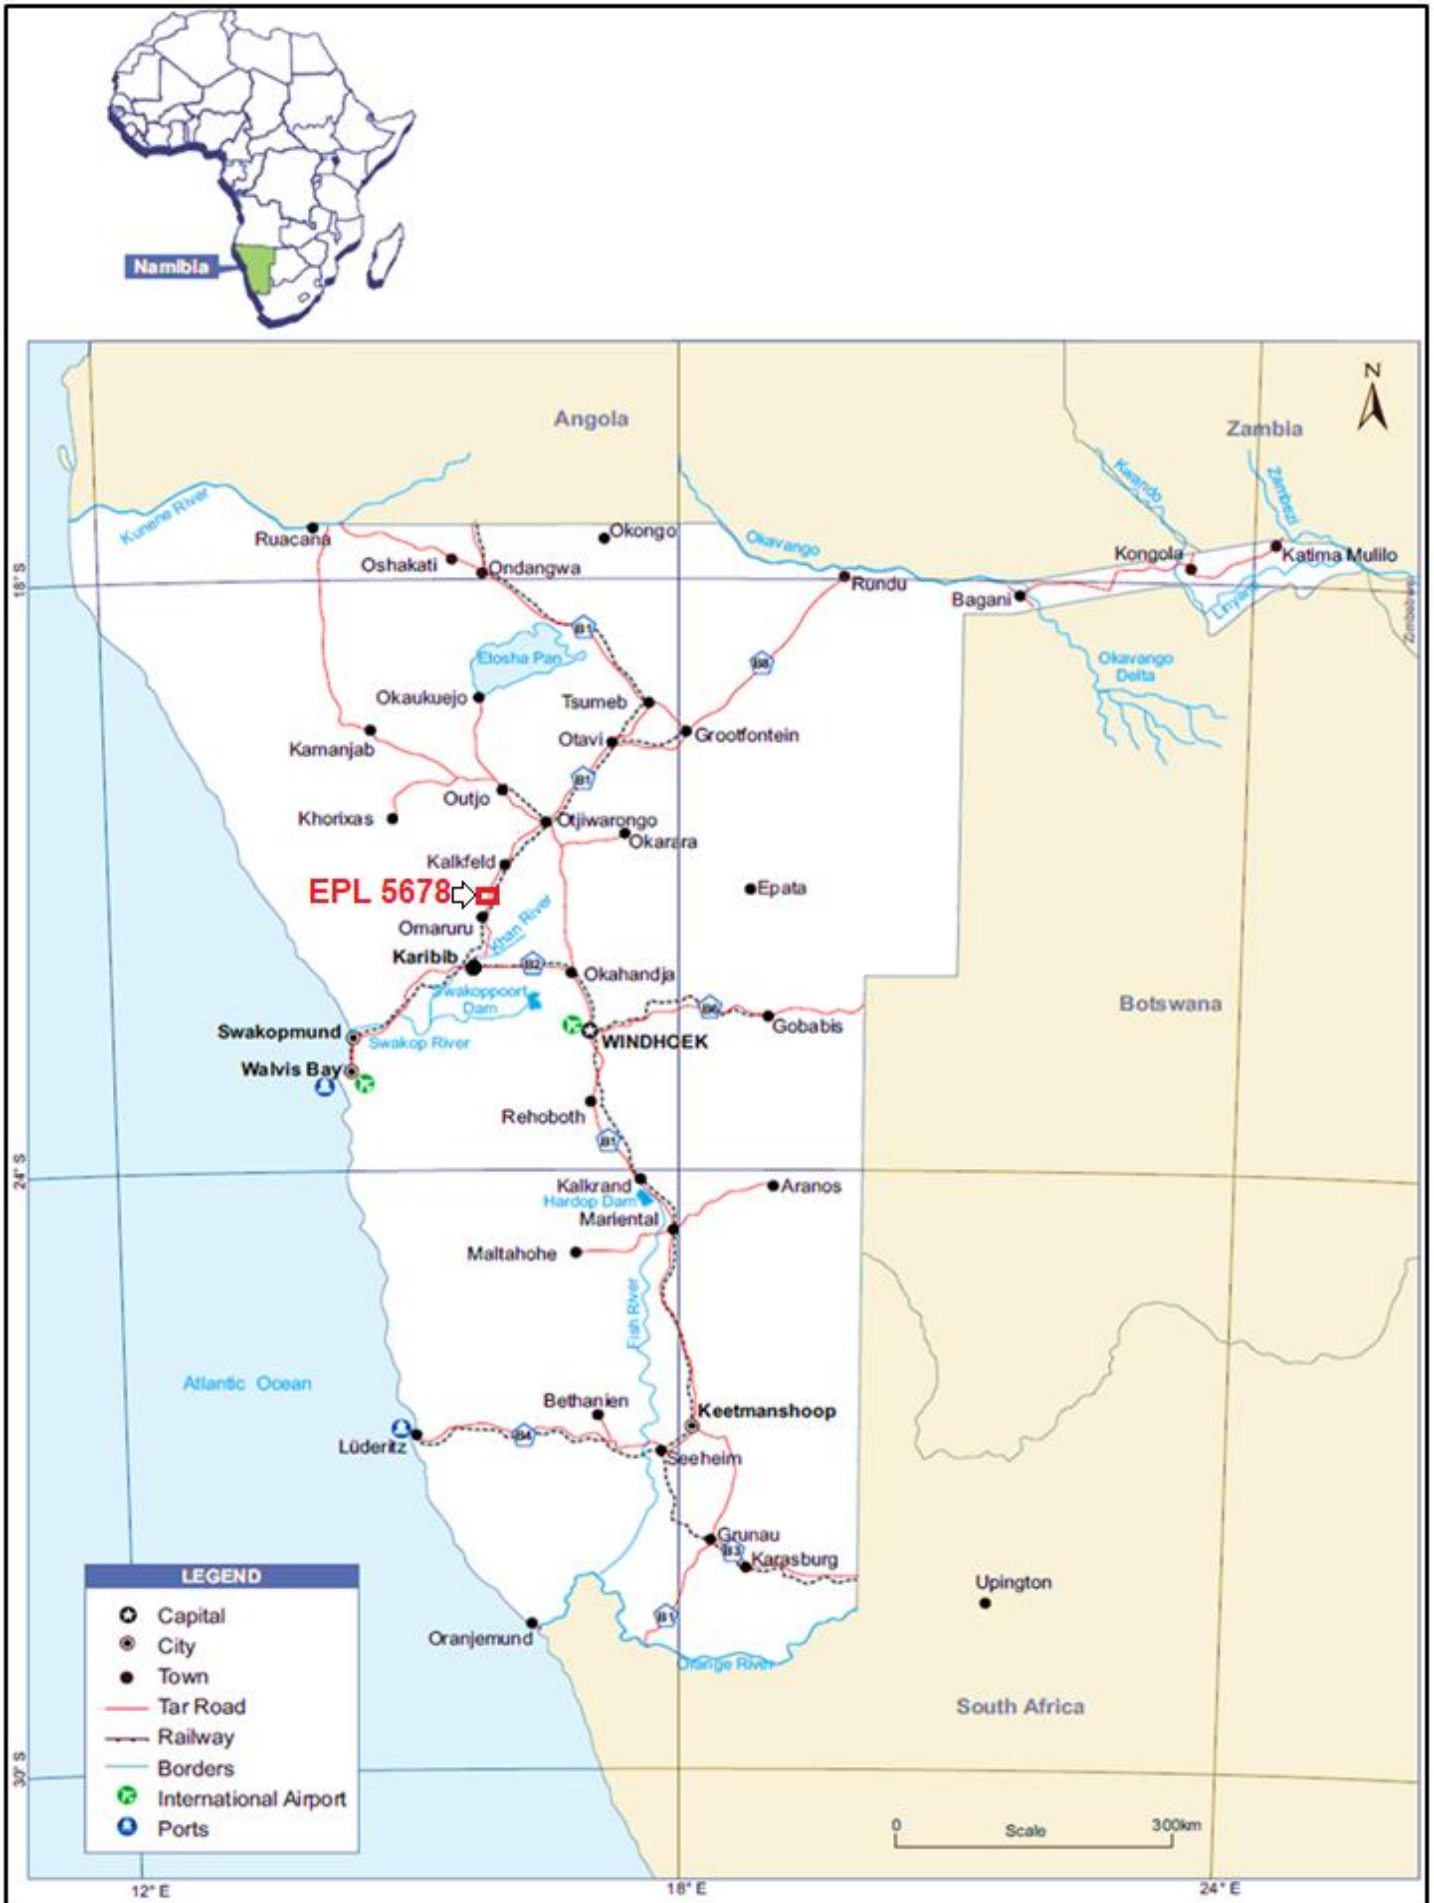 Namibia
N
Angola
Zambia
Kunene River
Ruacana
Okongo
Okavango
Kwando
Zambezi
Kongola
Katima Mulilo
Oshakati
Ondangwa
Rundu
Bagani
Linyanti
Zimbabwe
18° S
B1
Etosha Pan
B8
Okavango
Delta
Okaukuejo
Tsumeb
Kamanjab
Otavi
Grootfontein
B1
Outjo
Khorixas
Otjiwarongo
Okarara
Kalkfeld
EPL 5678
Epata
Omaruru
Khan River
Karibib
B2
Okahandja
Swakoppoort
Dam
B6
Botswana
Swakopmund
Swakop River
WINDHOEK
Gobabis
Walvis Bay
Rehoboth
B1
24° S
Kalkrand
Aranos
Hardop Dam
Mariental
Maltahohe
Fish River
Atlantic Ocean
Bethanien
Keetmanshoop
B4
Lüderitz
Seeheim
Grunau
B3
Karasburg
Upington
B1
Oranjemund
Orange River
South Africa
30° S
LEGEND
Capital
City
Town
Tar Road
Railway
Borders
International Airport
Ports
0
Scale
300km
12° E
18° E
24° E